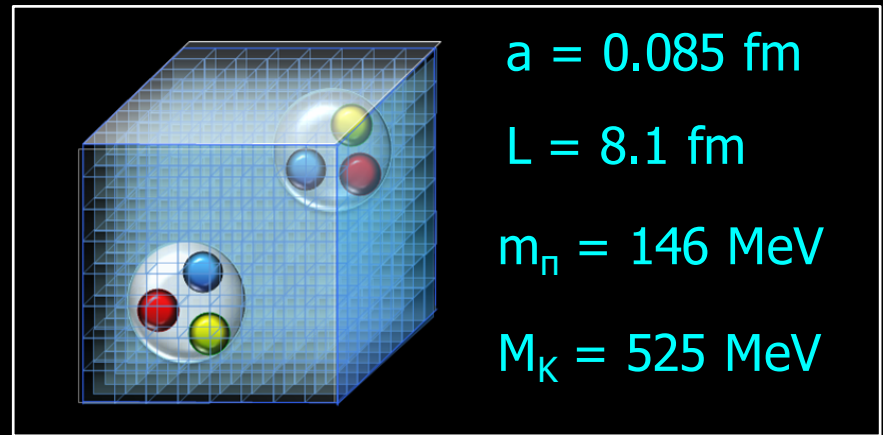 a = 0.085 fm
L = 8.1 fm
mπ = 146 MeV
MK = 525 MeV